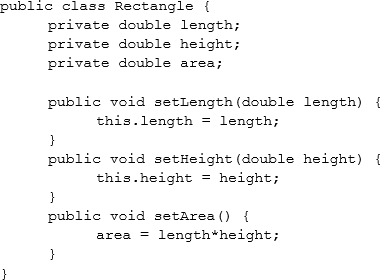 public class Rectangle {
private double length;
private double height;
private double area;
public void setLength(double length) {
this.length = length;
}
public void setHeight(double height) {
this.height = height;
}
public void setArea() {
area = length*height;
}
}